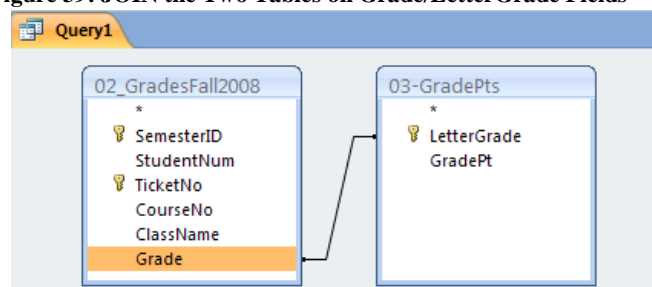 Figure 39. JOIN the Two Tables on Grade/LetterGrade Fields
Query1
02_GradesFall2008
*
SemesterID
StudentNum
TicketNo
CourseNo
ClassName
Grade
03-GradePts
*
LetterGrade
GradePt